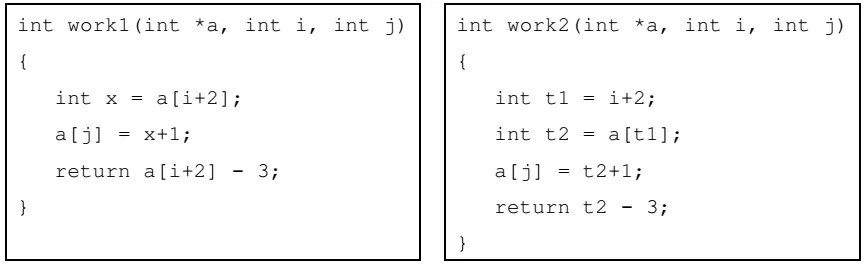 int work1(int *a, int i, int j)
{
int x = a[i+2];
a[j] = x+1;
return a[i+2] - 3;
}
int work2(int *a, int i, int j)
{
int t1 = i+2;
int t2 = a[t1];
a[j] = t2+1;
return t2 - 3;
}